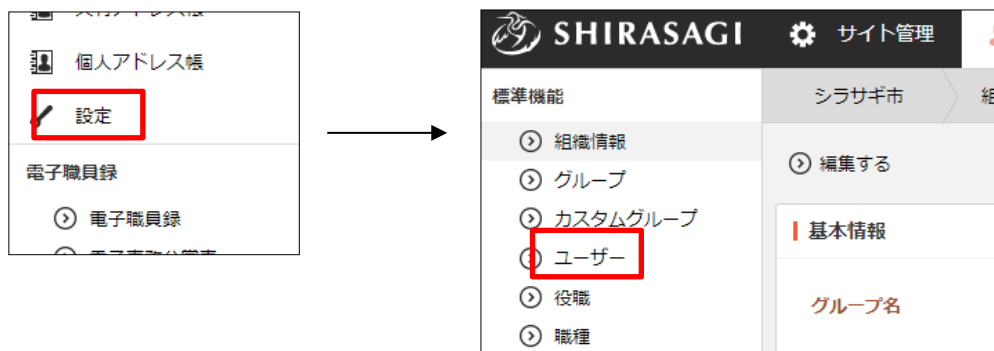 個人アドレス帳
設定
電子職員録
電子職員録
SHIRASAGI
サイト管理
標準機能
シラサギ市
組織情報
編集する
グループ
カスタムグループ
基本情報
ユーザー
役職
グループ名
職種